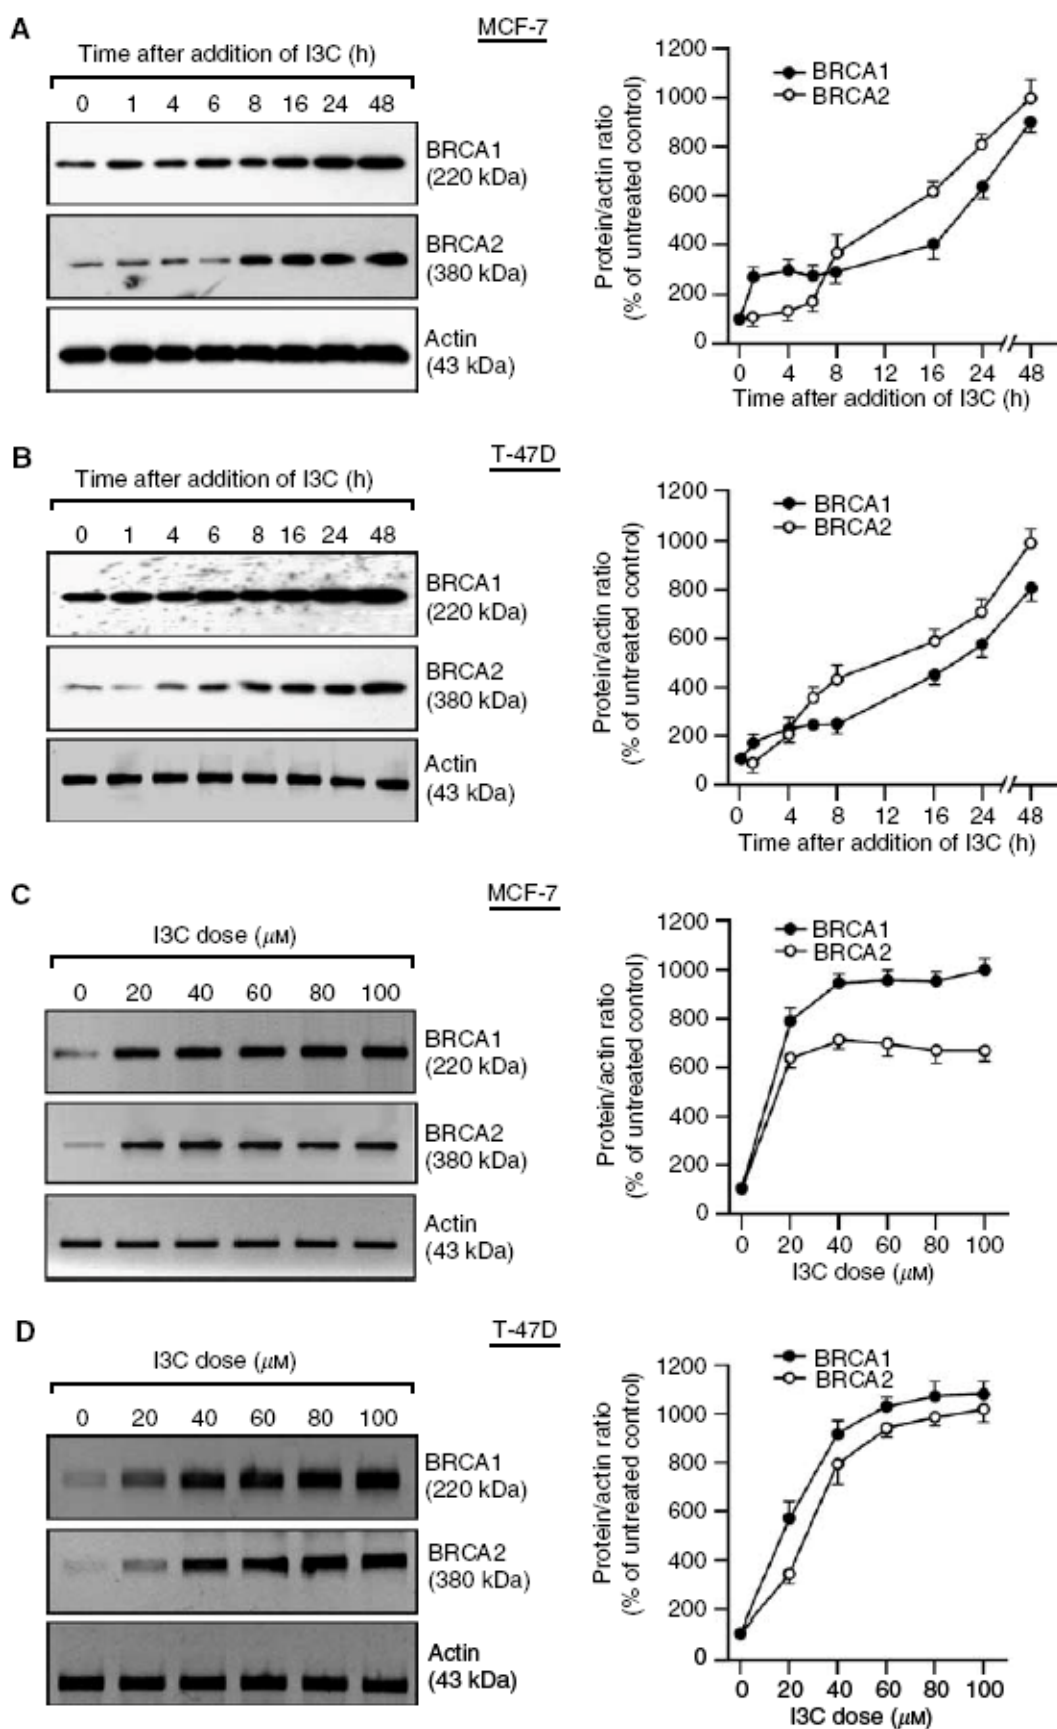 A
MCF-7
Time after addition of I3C (h)
0 1 4 6 8 16 24 48
BRCA1
(220 kDa)
BRCA2
(380 kDa)
Actin
(43 kDa)
Protein/actin ratio
(% of untreated control)
1200
1000
800
600
400
200
0
BRCA1
BRCA2
0 4 8 12 16 24 48
Time after addition of I3C (h)
B
T-47D
Time after addition of I3C (h)
0 1 4 6 8 16 24 48
BRCA1
(220 kDa)
BRCA2
(380 kDa)
Actin
(43 kDa)
Protein/actin ratio
(% of untreated control)
1200
1000
800
600
400
200
0
BRCA1
BRCA2
0 4 8 16 24 48
Time after addition of I3C (h)
C
MCF-7
I3C dose (μM)
0 20 40 60 80 100
BRCA1
(220 kDa)
BRCA2
(380 kDa)
Actin
(43 kDa)
Protein/actin ratio
(% of untreated control)
1200
1000
800
600
400
200
0
BRCA1
BRCA2
0 20 40 60 80 100
I3C dose (μM)
D
T-47D
I3C dose (μM)
0 20 40 60 80 100
BRCA1
(220 kDa)
BRCA2
(380 kDa)
Actin
(43 kDa)
Protein/actin ratio
(% of untreated control)
1200
1000
800
600
400
200
0
BRCA1
BRCA2
0 20 40 60 80 100
I3C dose (μM)